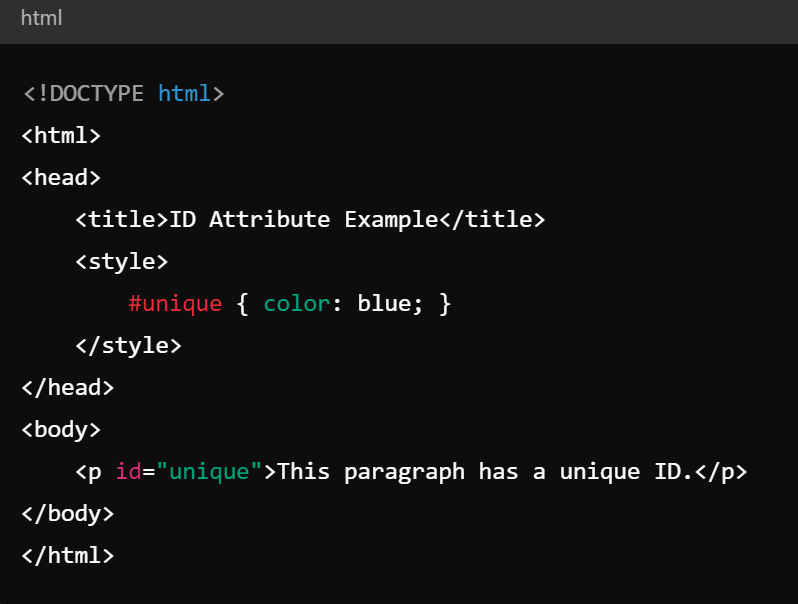 html
<!DOCTYPE html>
<html>
<head>
    <title>ID Attribute Example</title>
    <style>
        #unique { color: blue; }
    </style>
</head>
<body>
    <p id="unique">This paragraph has a unique ID.</p>
</body>
</html>